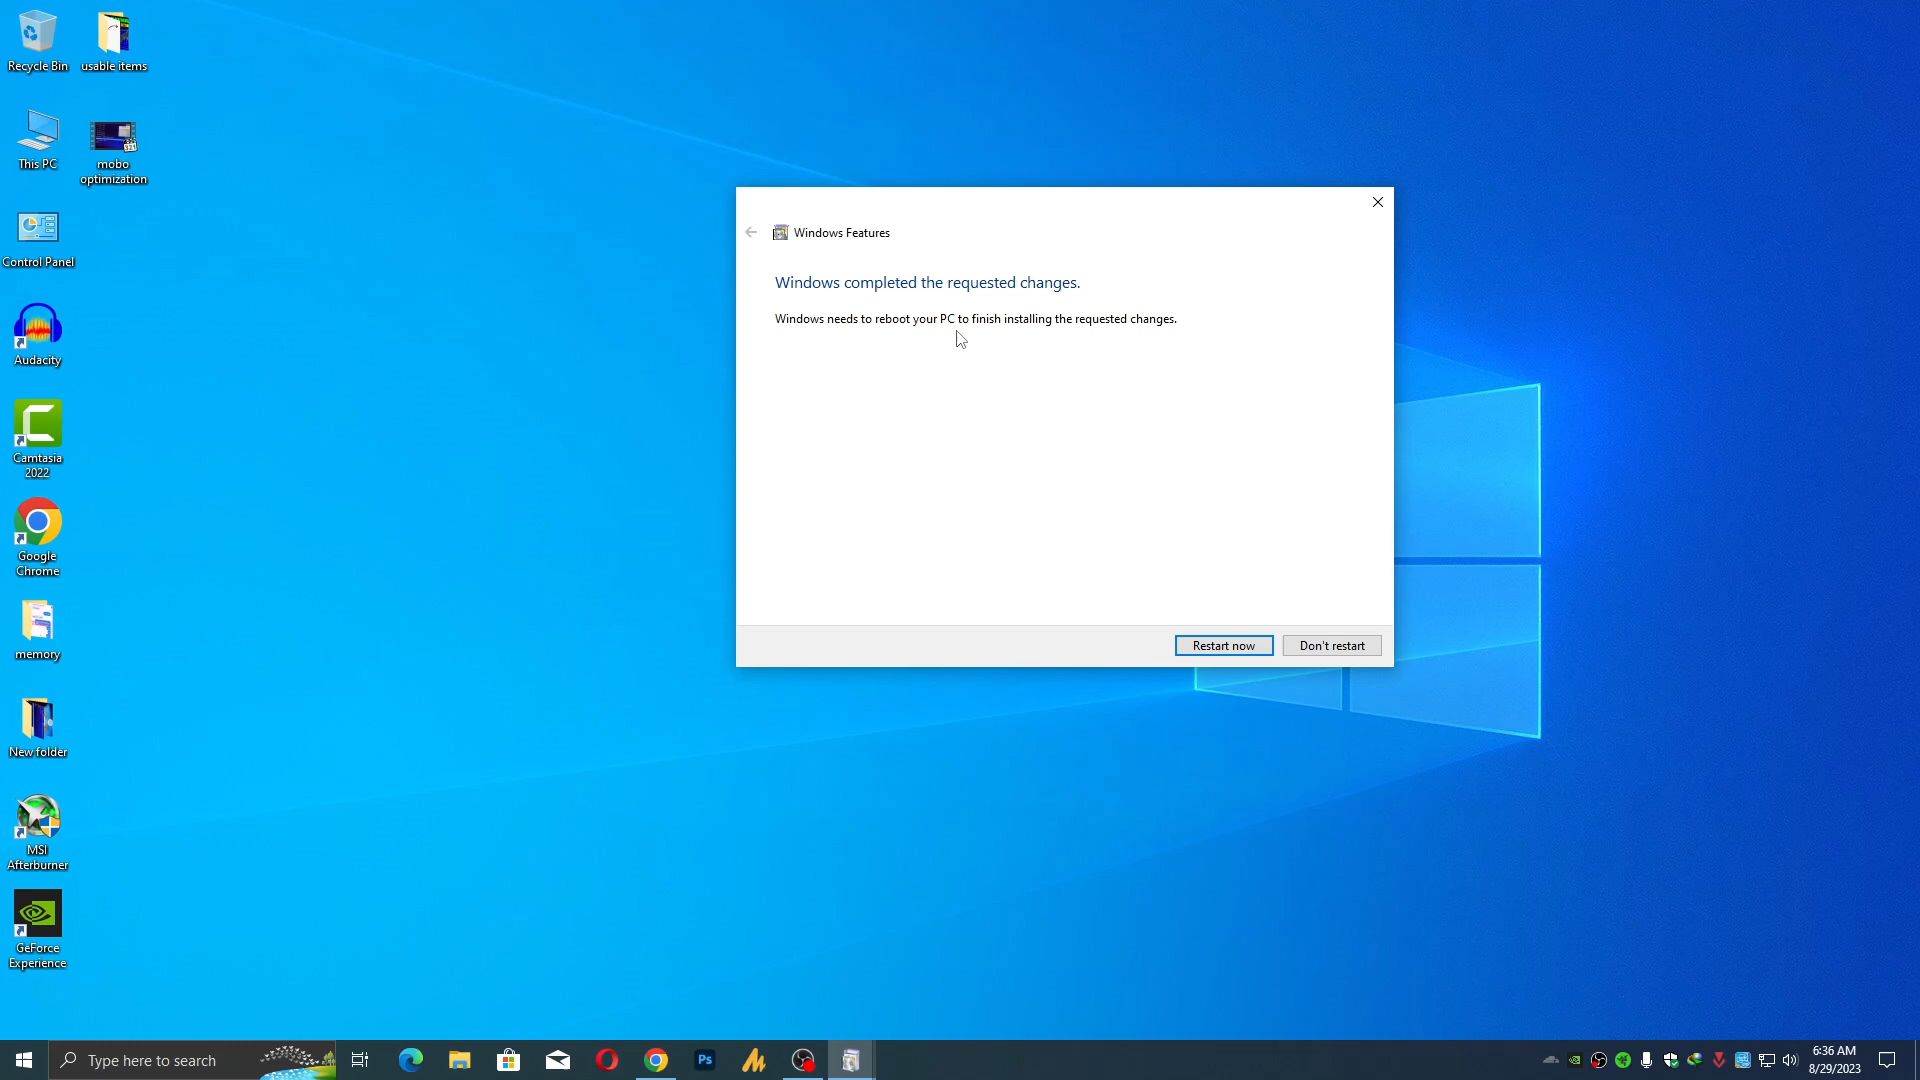 Recycle Bin
usable items
This PC
mobo
optimization
Control Panel
Audacity
Camtasia
2022
Google
Chrome
memory
New folder
MSI
Afterburner
GeForce
Experience
Windows Features
Windows completed the requested changes.
Windows needs to reboot your PC to finish installing the requested changes.
Restart now
Don't restart
Type here to search
Ps
6:36 AM
8/29/2023